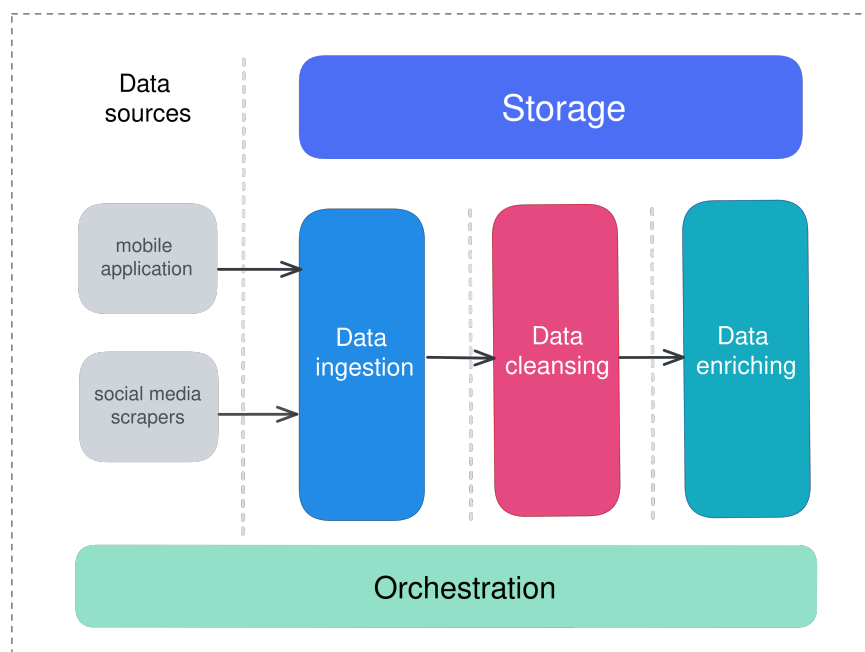 Data
sources
Storage
mobile
application
social media
scrapers
Data
ingestion
Data
cleansing
Data
enriching
Orchestration